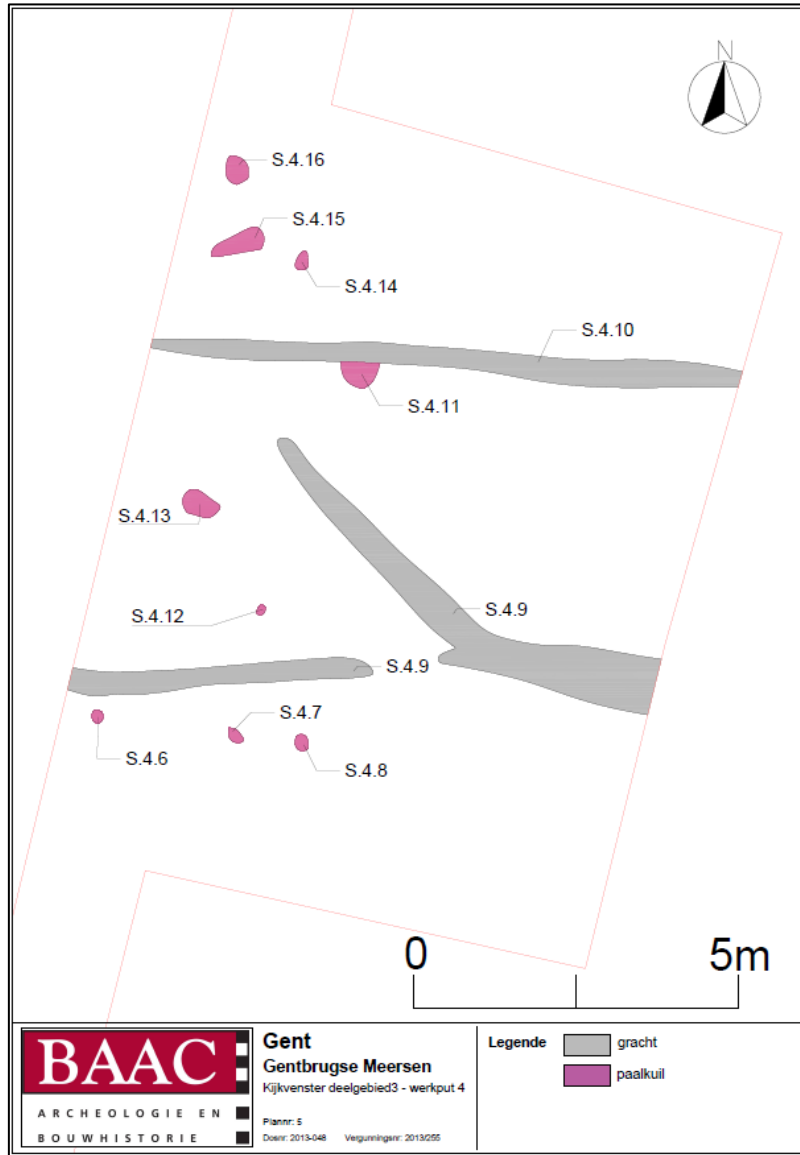 N
S.4.16
S.4.15
S.4.14
S.4.10
S.4.11
S.4.13
S.4.12
S.4.9
S.4.9
S.4.7
S.4.6
S.4.8
0 5m
BAAC
ARCHEOLOGIE EN
BOUWHISTORIE
Gent
Gentbrugse Meersen
Kijkvenster deelgebied3 - werkput 4
Plannr: 5
Dosnr: 2013-048 Vergunningsnr: 2013/255
Legende
gracht
paalkuil